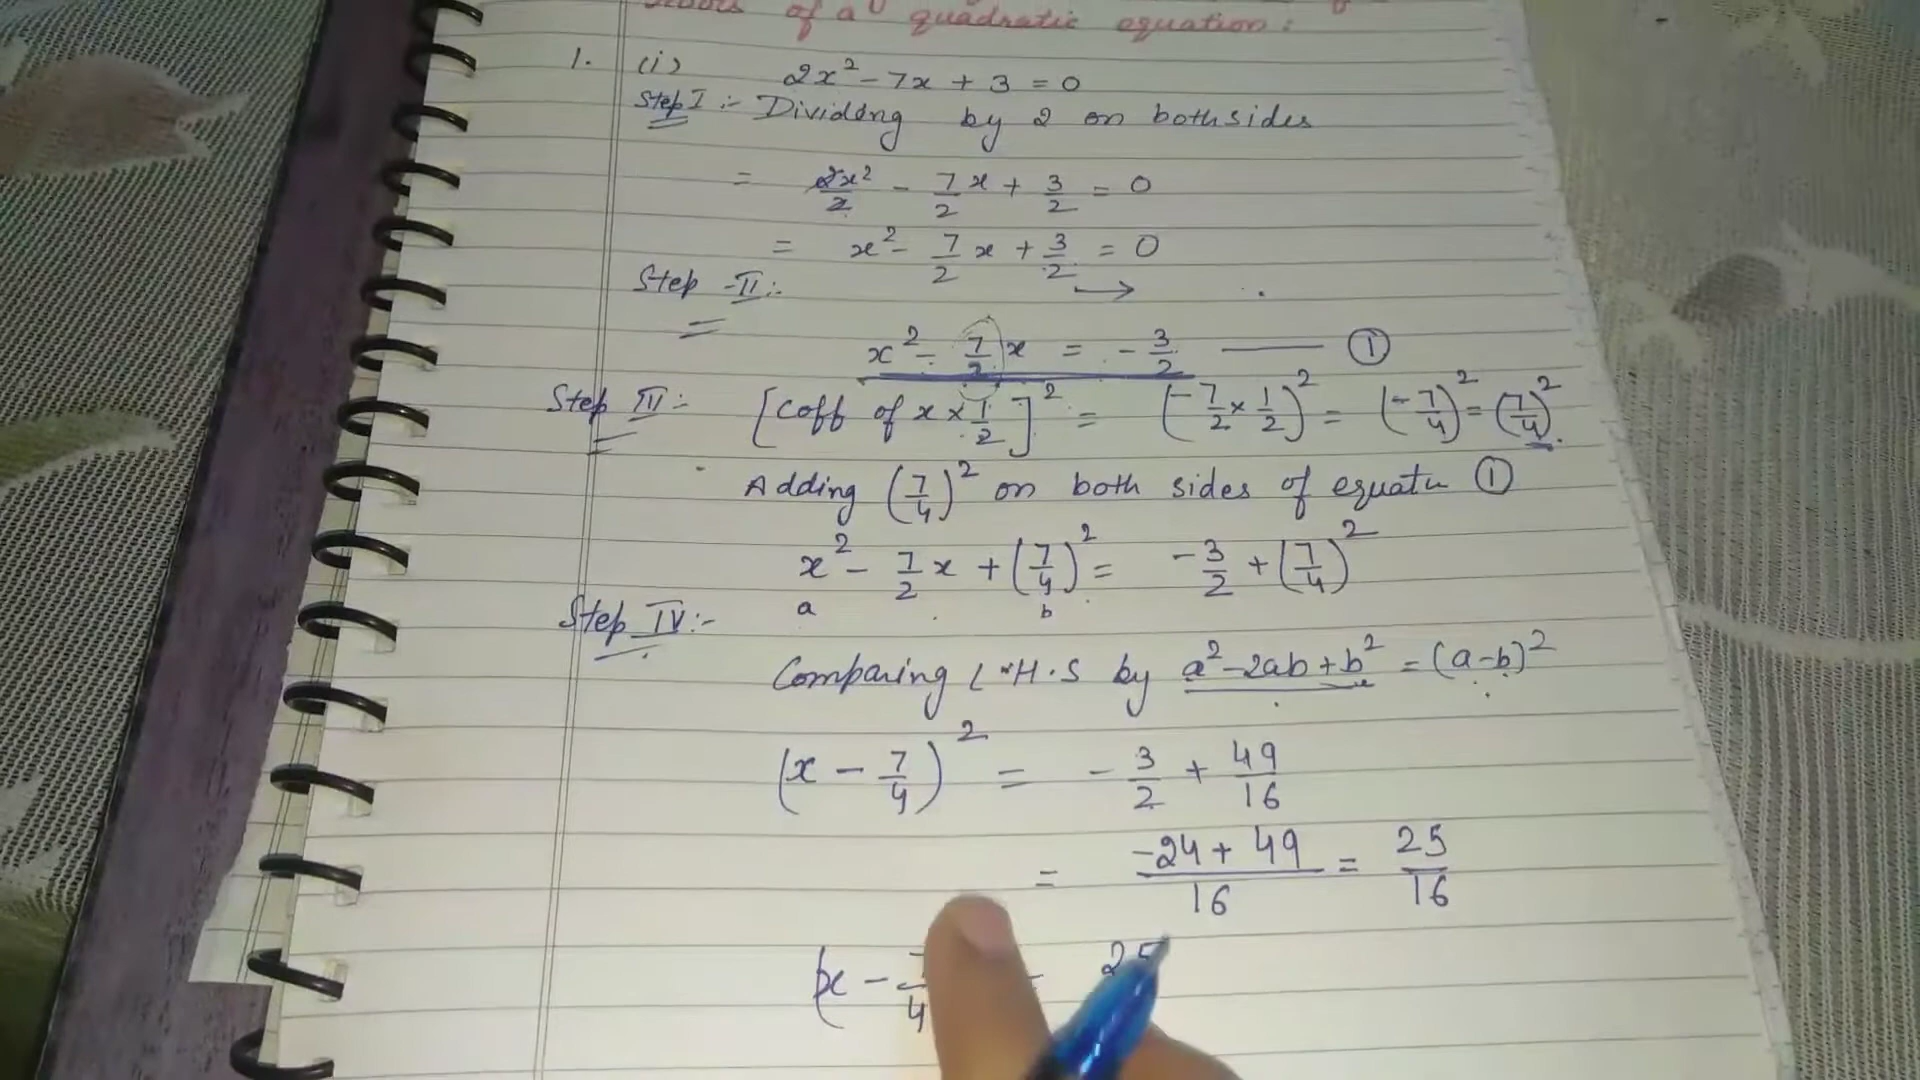 of a quadratic equation:
1. (i) 2x² - 7x + 3 = 0
Step I :- Dividing by 2 on both sides
= 2x²/2 - 7/2 x + 3/2 = 0
= x² - 7/2 x + 3/2 = 0
Step -II :-
x² - 7/2 x = - 3/2 —— ①
Step III :- [Coff of x × 1/2]² = (-7/2 × 1/2)² = (-7/4)² = (7/4)²
Adding (7/4)² on both sides of equatn ①
x² - 7/2 x + (7/4)² = -3/2 + (7/4)²
a b
Step IV :-
Comparing L.H.S by a² - 2ab + b² = (a - b)²
(x - 7/4)² = - 3/2 + 49/16
= -24 + 49/16 = 25/16
(x - 4 25